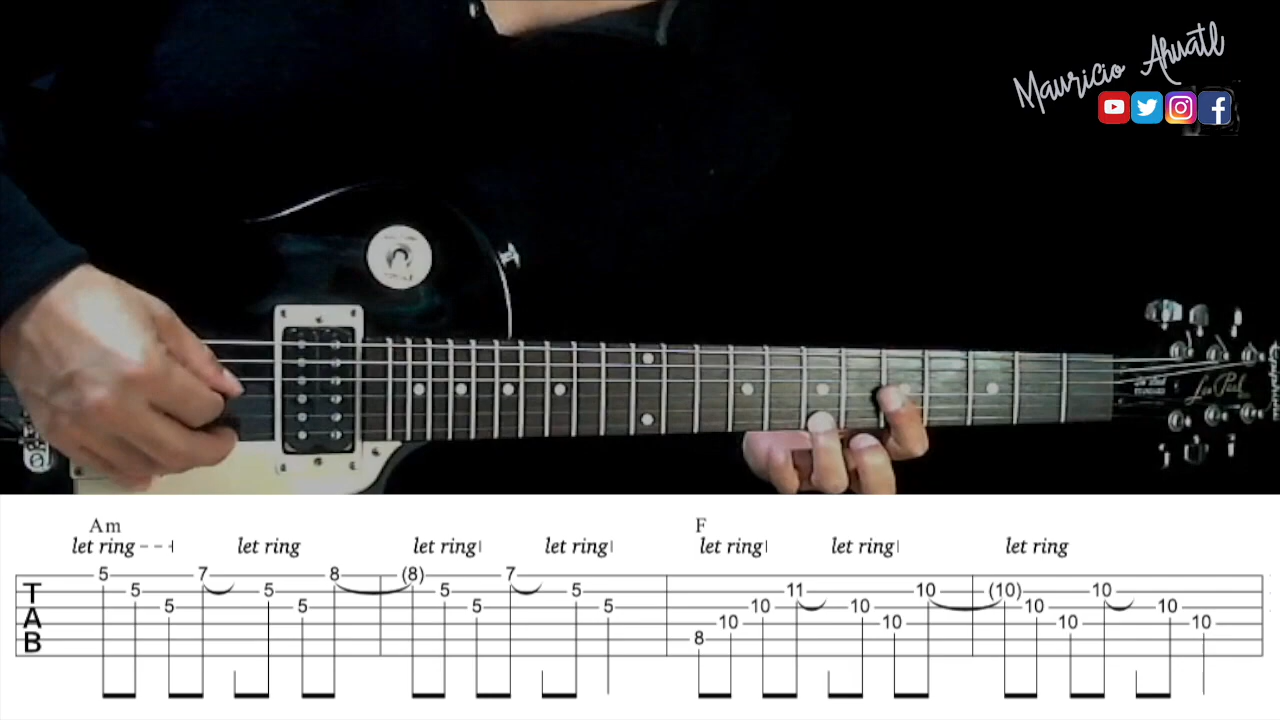 Mauricio Ahuatl
Les Paul
Am F
let ring let ring let ring let ring let ring let ring let ring
5 7 8 (8) 7
5 5 5 5 11 10 (10) 10
5 5 5 5 10 10 10 10
10 10 10 10
8
T
A
B